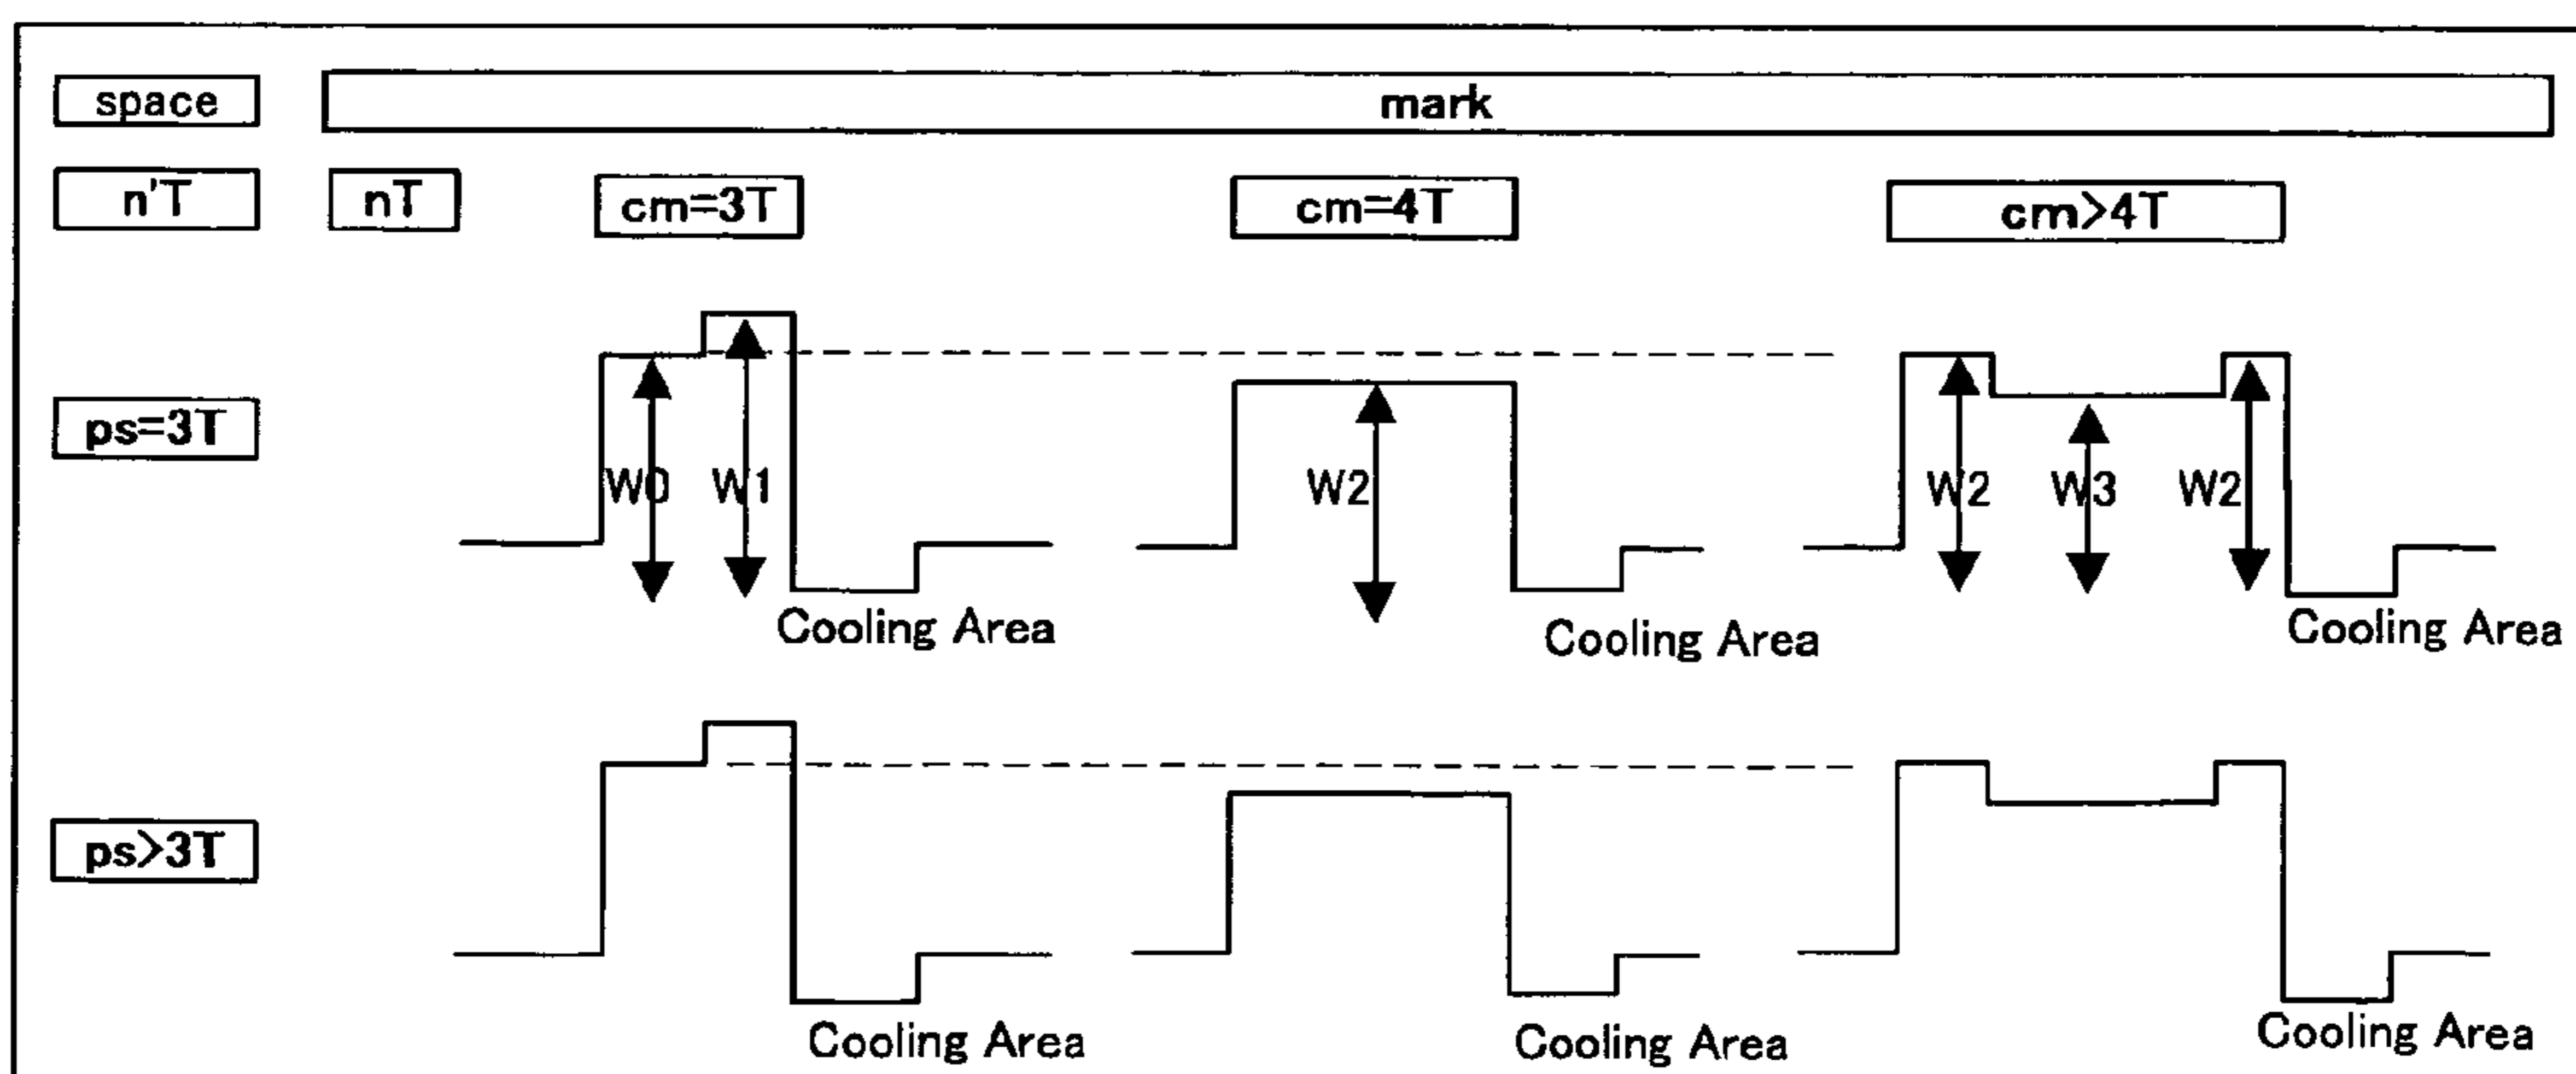 space mark
n'T nT cm=3T cm=4T cm>4T
ps=3T
W0 W1 W2 W2 W3 W2
Cooling Area Cooling Area Cooling Area
ps>3T
Cooling Area Cooling Area Cooling Area